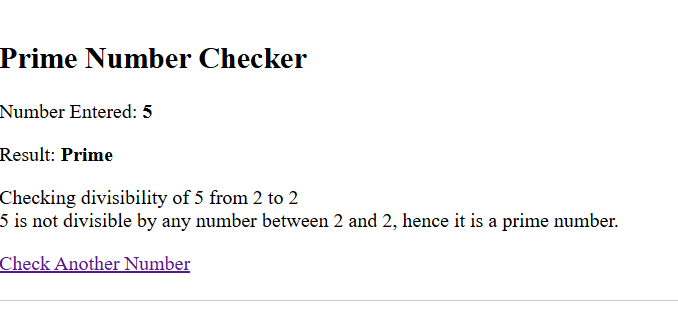 Prime Number Checker
Number Entered: 5
Result: Prime
Checking divisibility of 5 from 2 to 2
5 is not divisible by any number between 2 and 2, hence it is a prime number.
Check Another Number